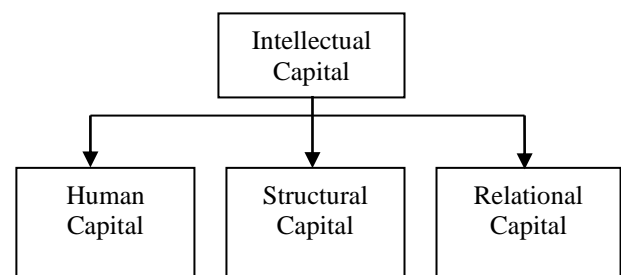 Intellectual
Capital
Human
Capital
Structural
Capital
Relational
Capital